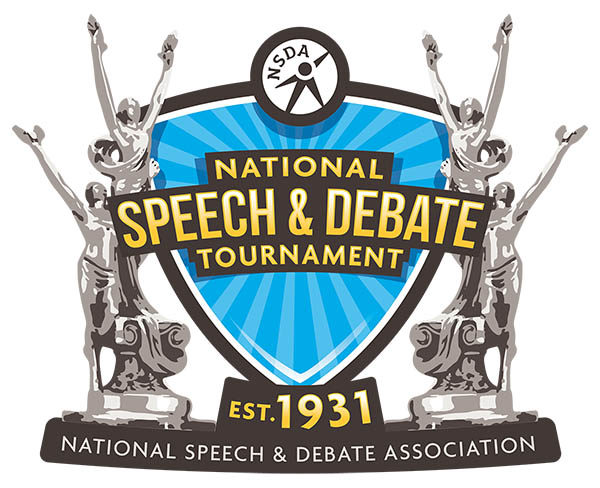 NSDA
NATIONAL
SPEECH & DEBATE
TOURNAMENT
EST. 1931
NATIONAL SPEECH & DEBATE ASSOCIATION